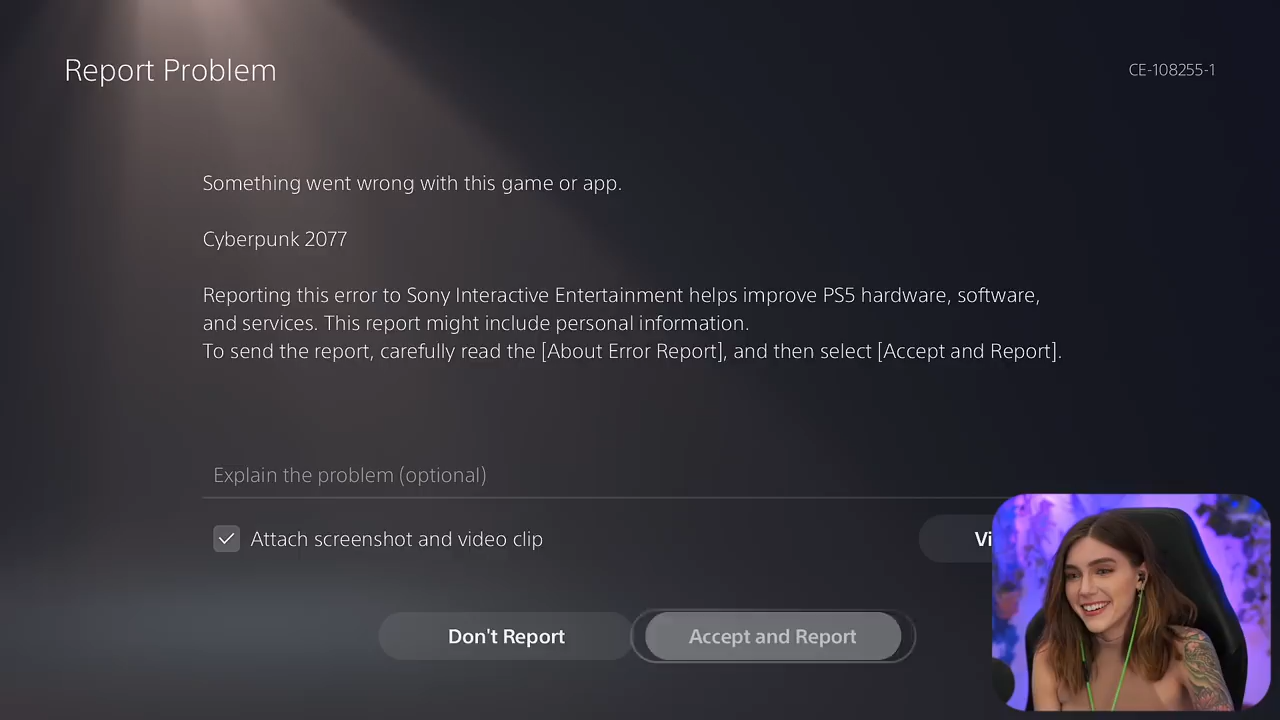 Report Problem
CE-108255-1
Something went wrong with this game or app.
Cyberpunk 2077
Reporting this error to Sony Interactive Entertainment helps improve PS5 hardware, software,
and services. This report might include personal information.
To send the report, carefully read the [About Error Report], and then select [Accept and Report].
Explain the problem (optional)
Attach screenshot and video clip
Don't Report
Accept and Report